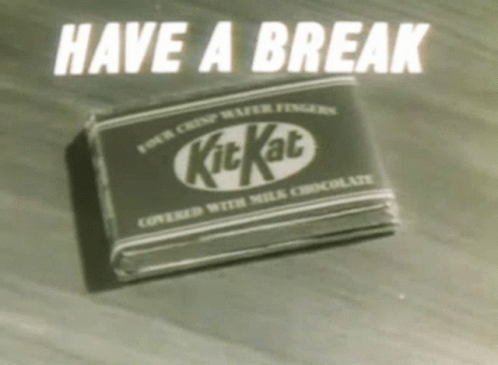 HAVE A BREAK
FOUR CRISP WAFER FINGERS
KitKat
COVERED WITH MILK CHOCOLATE